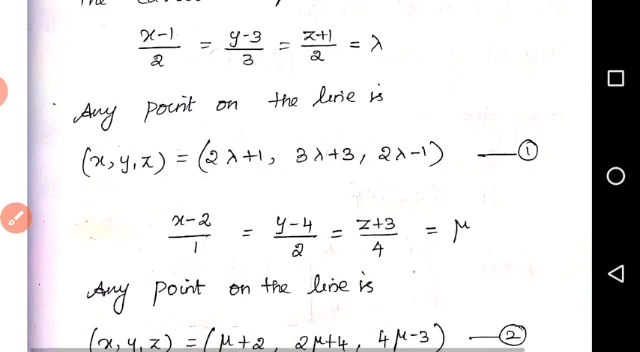 x-1/2 = y-3/3 = z+1/2 = λ
Any point on the line is
(x, y, z) = (2λ+1, 3λ+3, 2λ-1) —①
x-2/1 = y-4/2 = z+3/4 = μ
Any point on the line is
(x, y, z) = (μ+2, 2μ+4, 4μ-3) —②